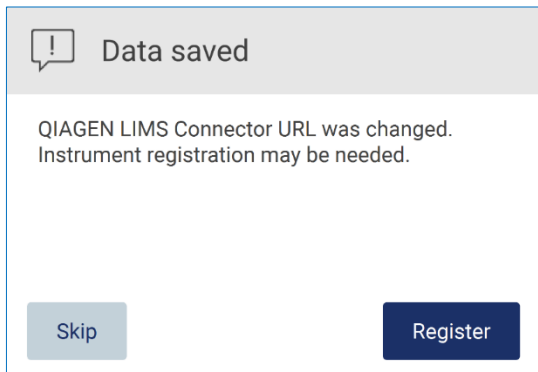 Data saved
QIAGEN LIMS Connector URL was changed.
Instrument registration may be needed.
Skip
Register